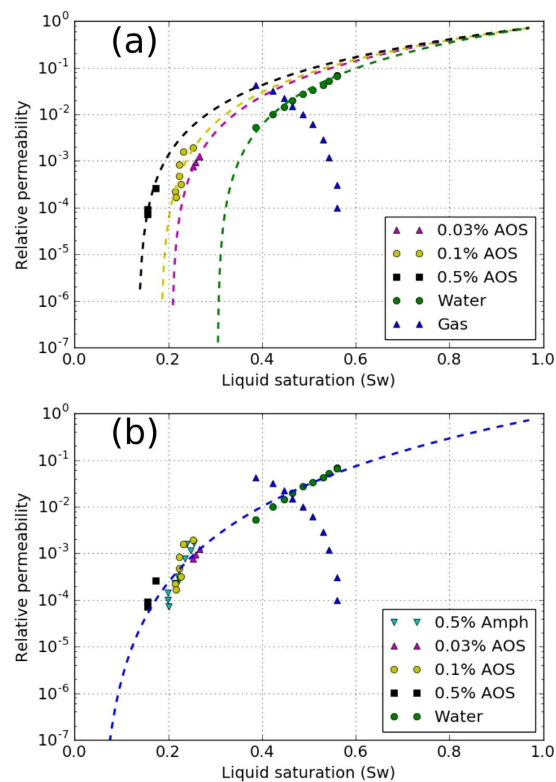 (a)
Relative permeability
10^0
10^-1
10^-2
10^-3
10^-4
10^-5
10^-6
10^-7
0.03% AOS
0.1% AOS
0.5% AOS
Water
Gas
0.0 0.2 0.4 0.6 0.8 1.0
Liquid saturation (Sw)
(b)
Relative permeability
10^0
10^-1
10^-2
10^-3
10^-4
10^-5
10^-6
10^-7
0.5% Amph
0.03% AOS
0.1% AOS
0.5% AOS
Water
0.0 0.2 0.4 0.6 0.8 1.0
Liquid saturation (Sw)